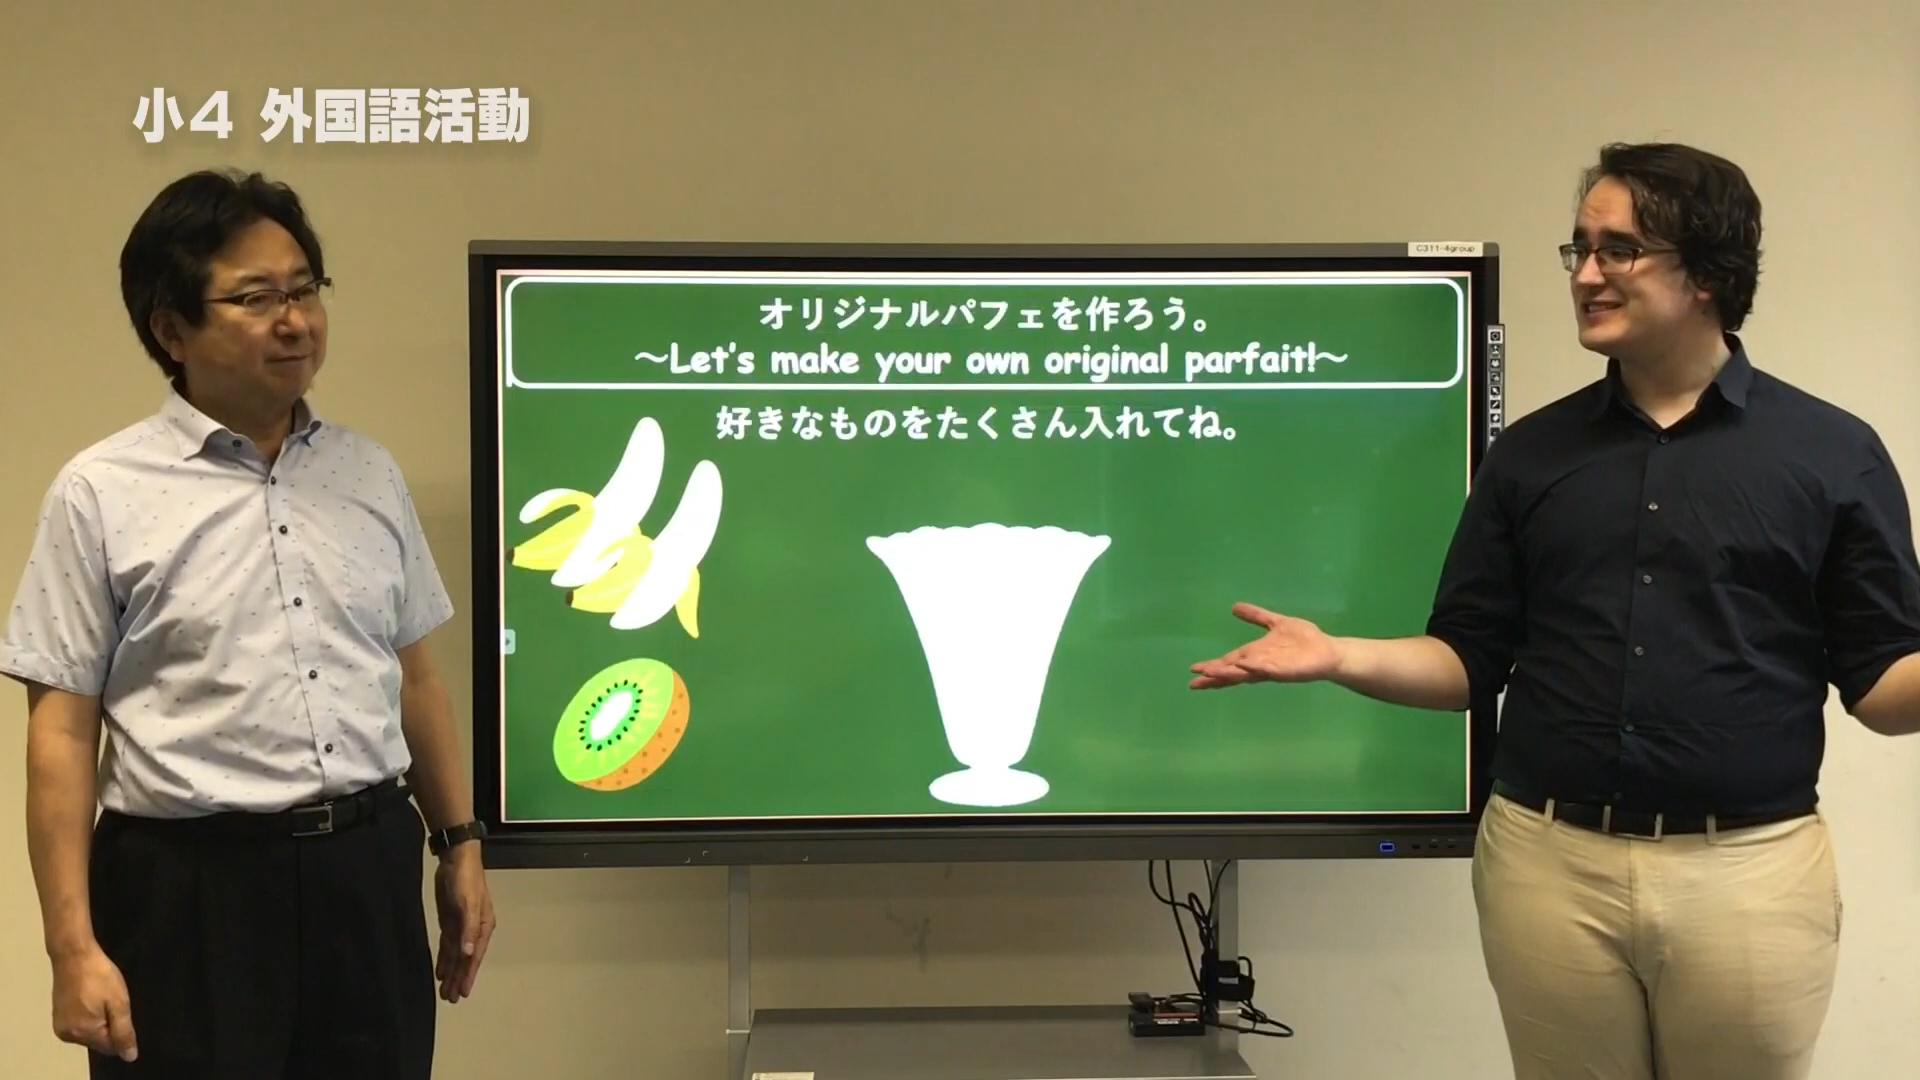 小4 外国語活動
C311-4group
オリジナルパフェを作ろう。
～Let's make your own original parfait!～
好きなものをたくさん入れてね。